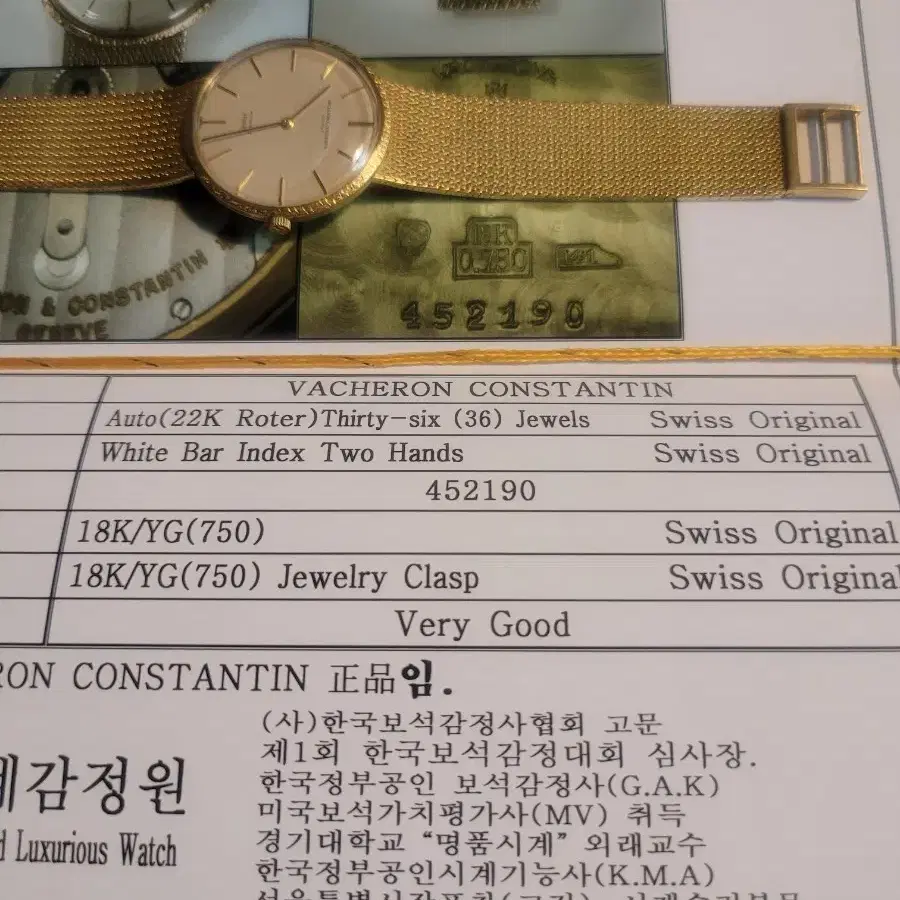 & CONSTANTIN
GENEVE
452190
VACHERON CONSTANTIN
Auto(22K Roter)Thirty-six (36) Jewels Swiss Original
White Bar Index Two Hands Swiss Original
452190
18K/YG(750) Swiss Original
18K/YG(750) Jewelry Clasp Swiss Original
Very Good
RON CONSTANTIN 正品임.
(사)한국보석감정사협회 고문
제1회 한국보석감정대회 심사장.
한국정부공인 보석감정사(G.A.K)
미국보석가치평가사(MV) 취득
경기대학교 “명품시계” 외래교수
한국정부공인시계기능사(K.M.A)
계감정원
d Luxurious Watch